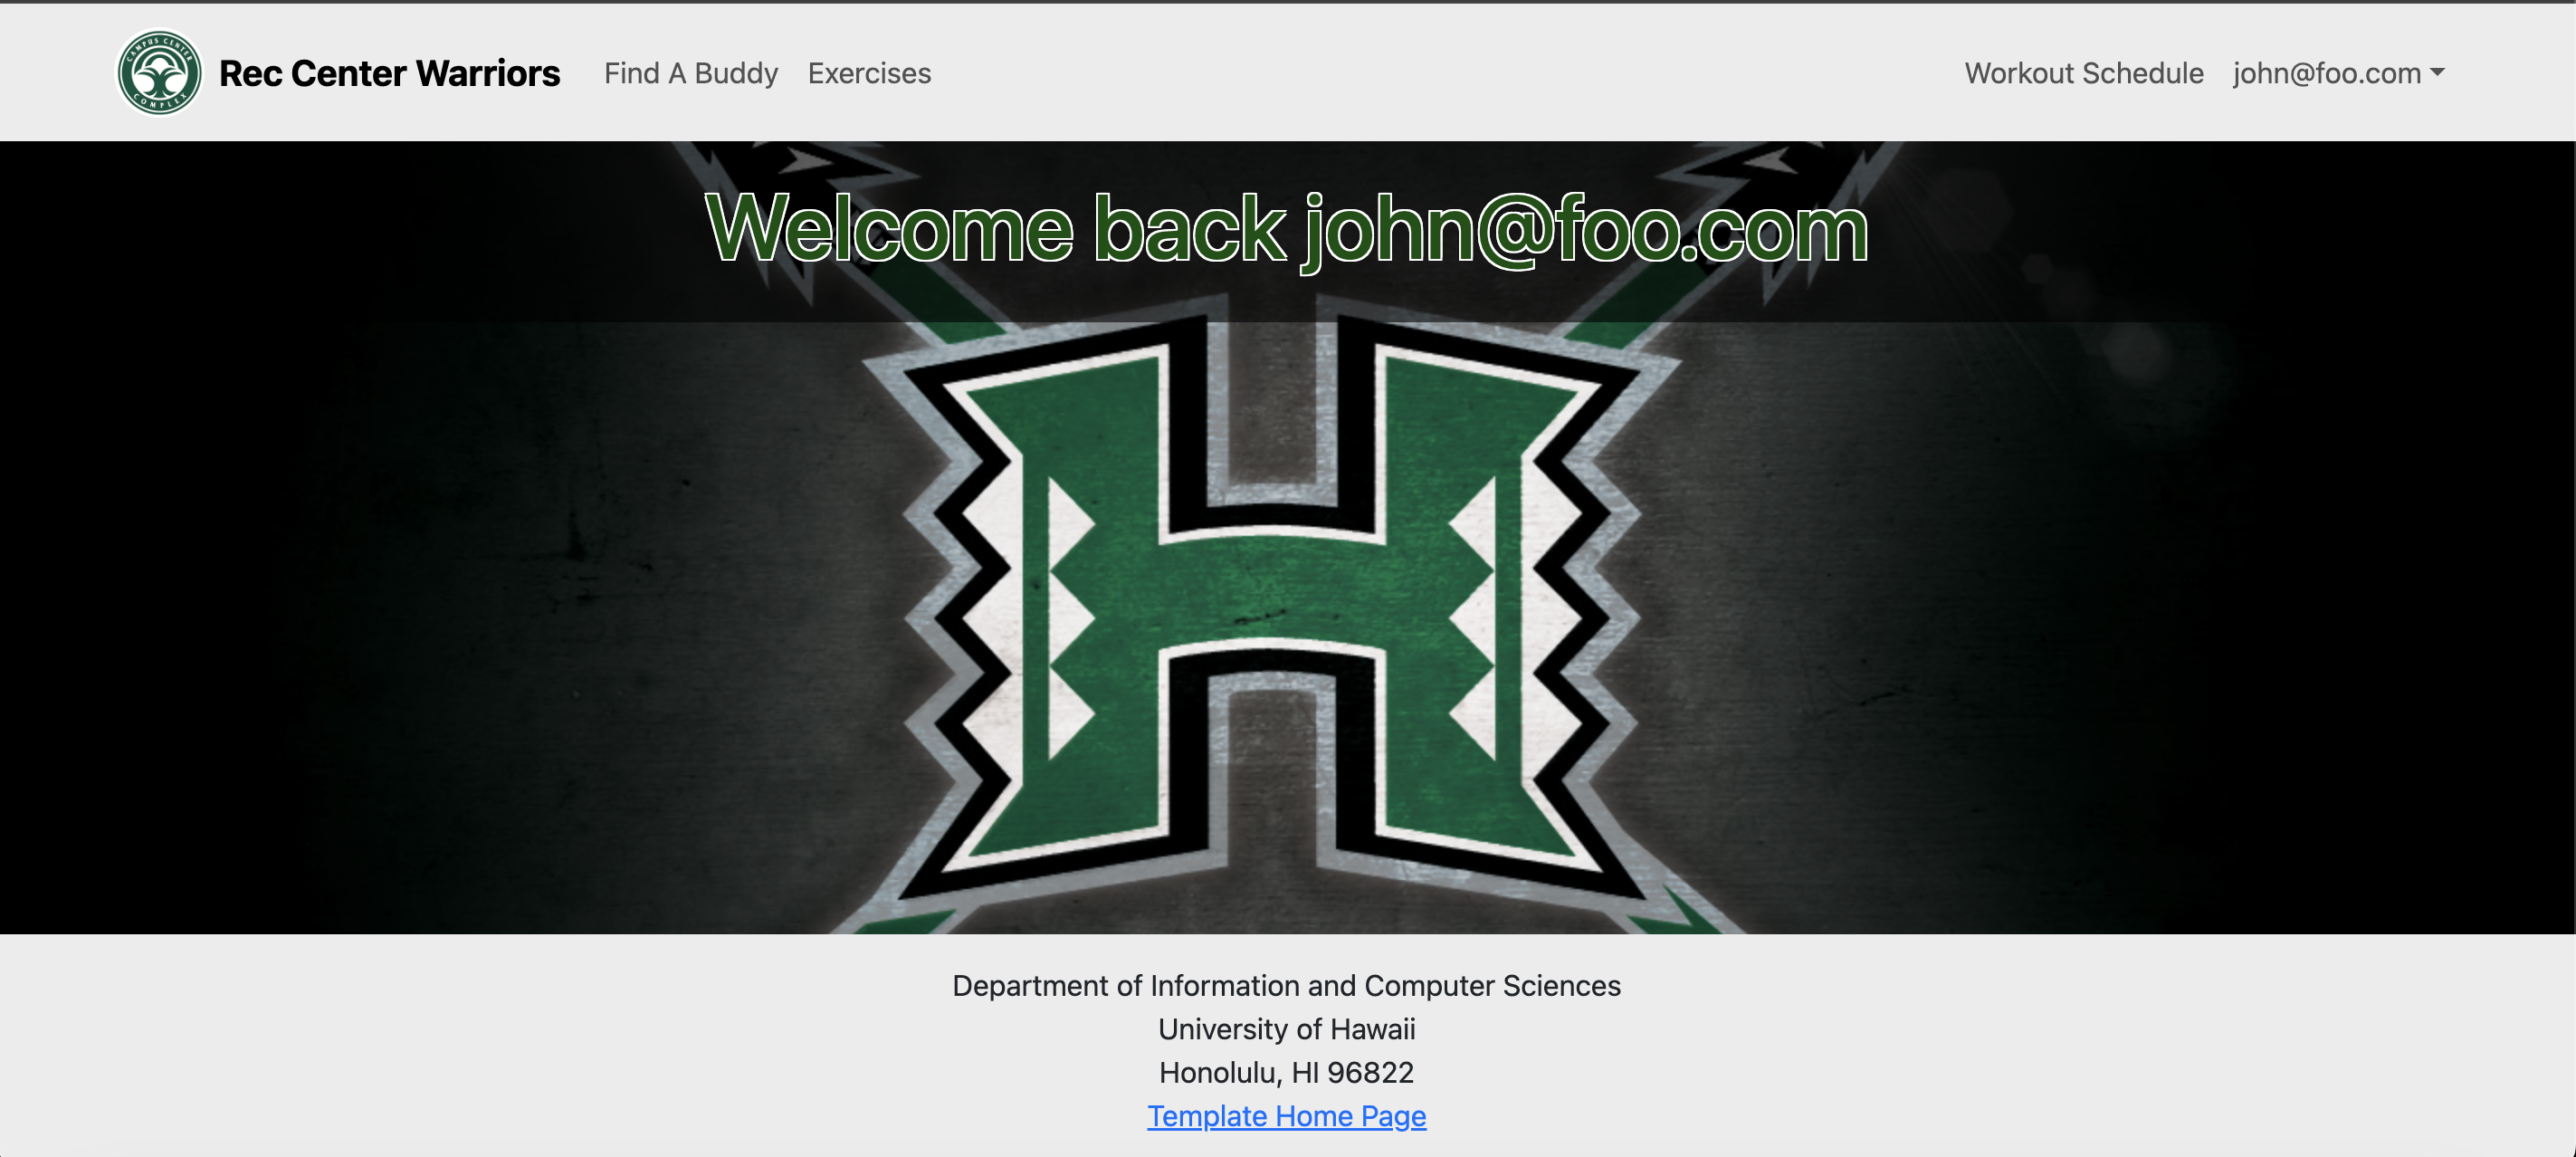 CAMPUS CENTER
COMPLEX
Rec Center Warriors
Find A Buddy
Exercises
Workout Schedule
john@foo.com
Welcome back john@foo.com
H
Department of Information and Computer Sciences
University of Hawaii
Honolulu, HI 96822
Template Home Page